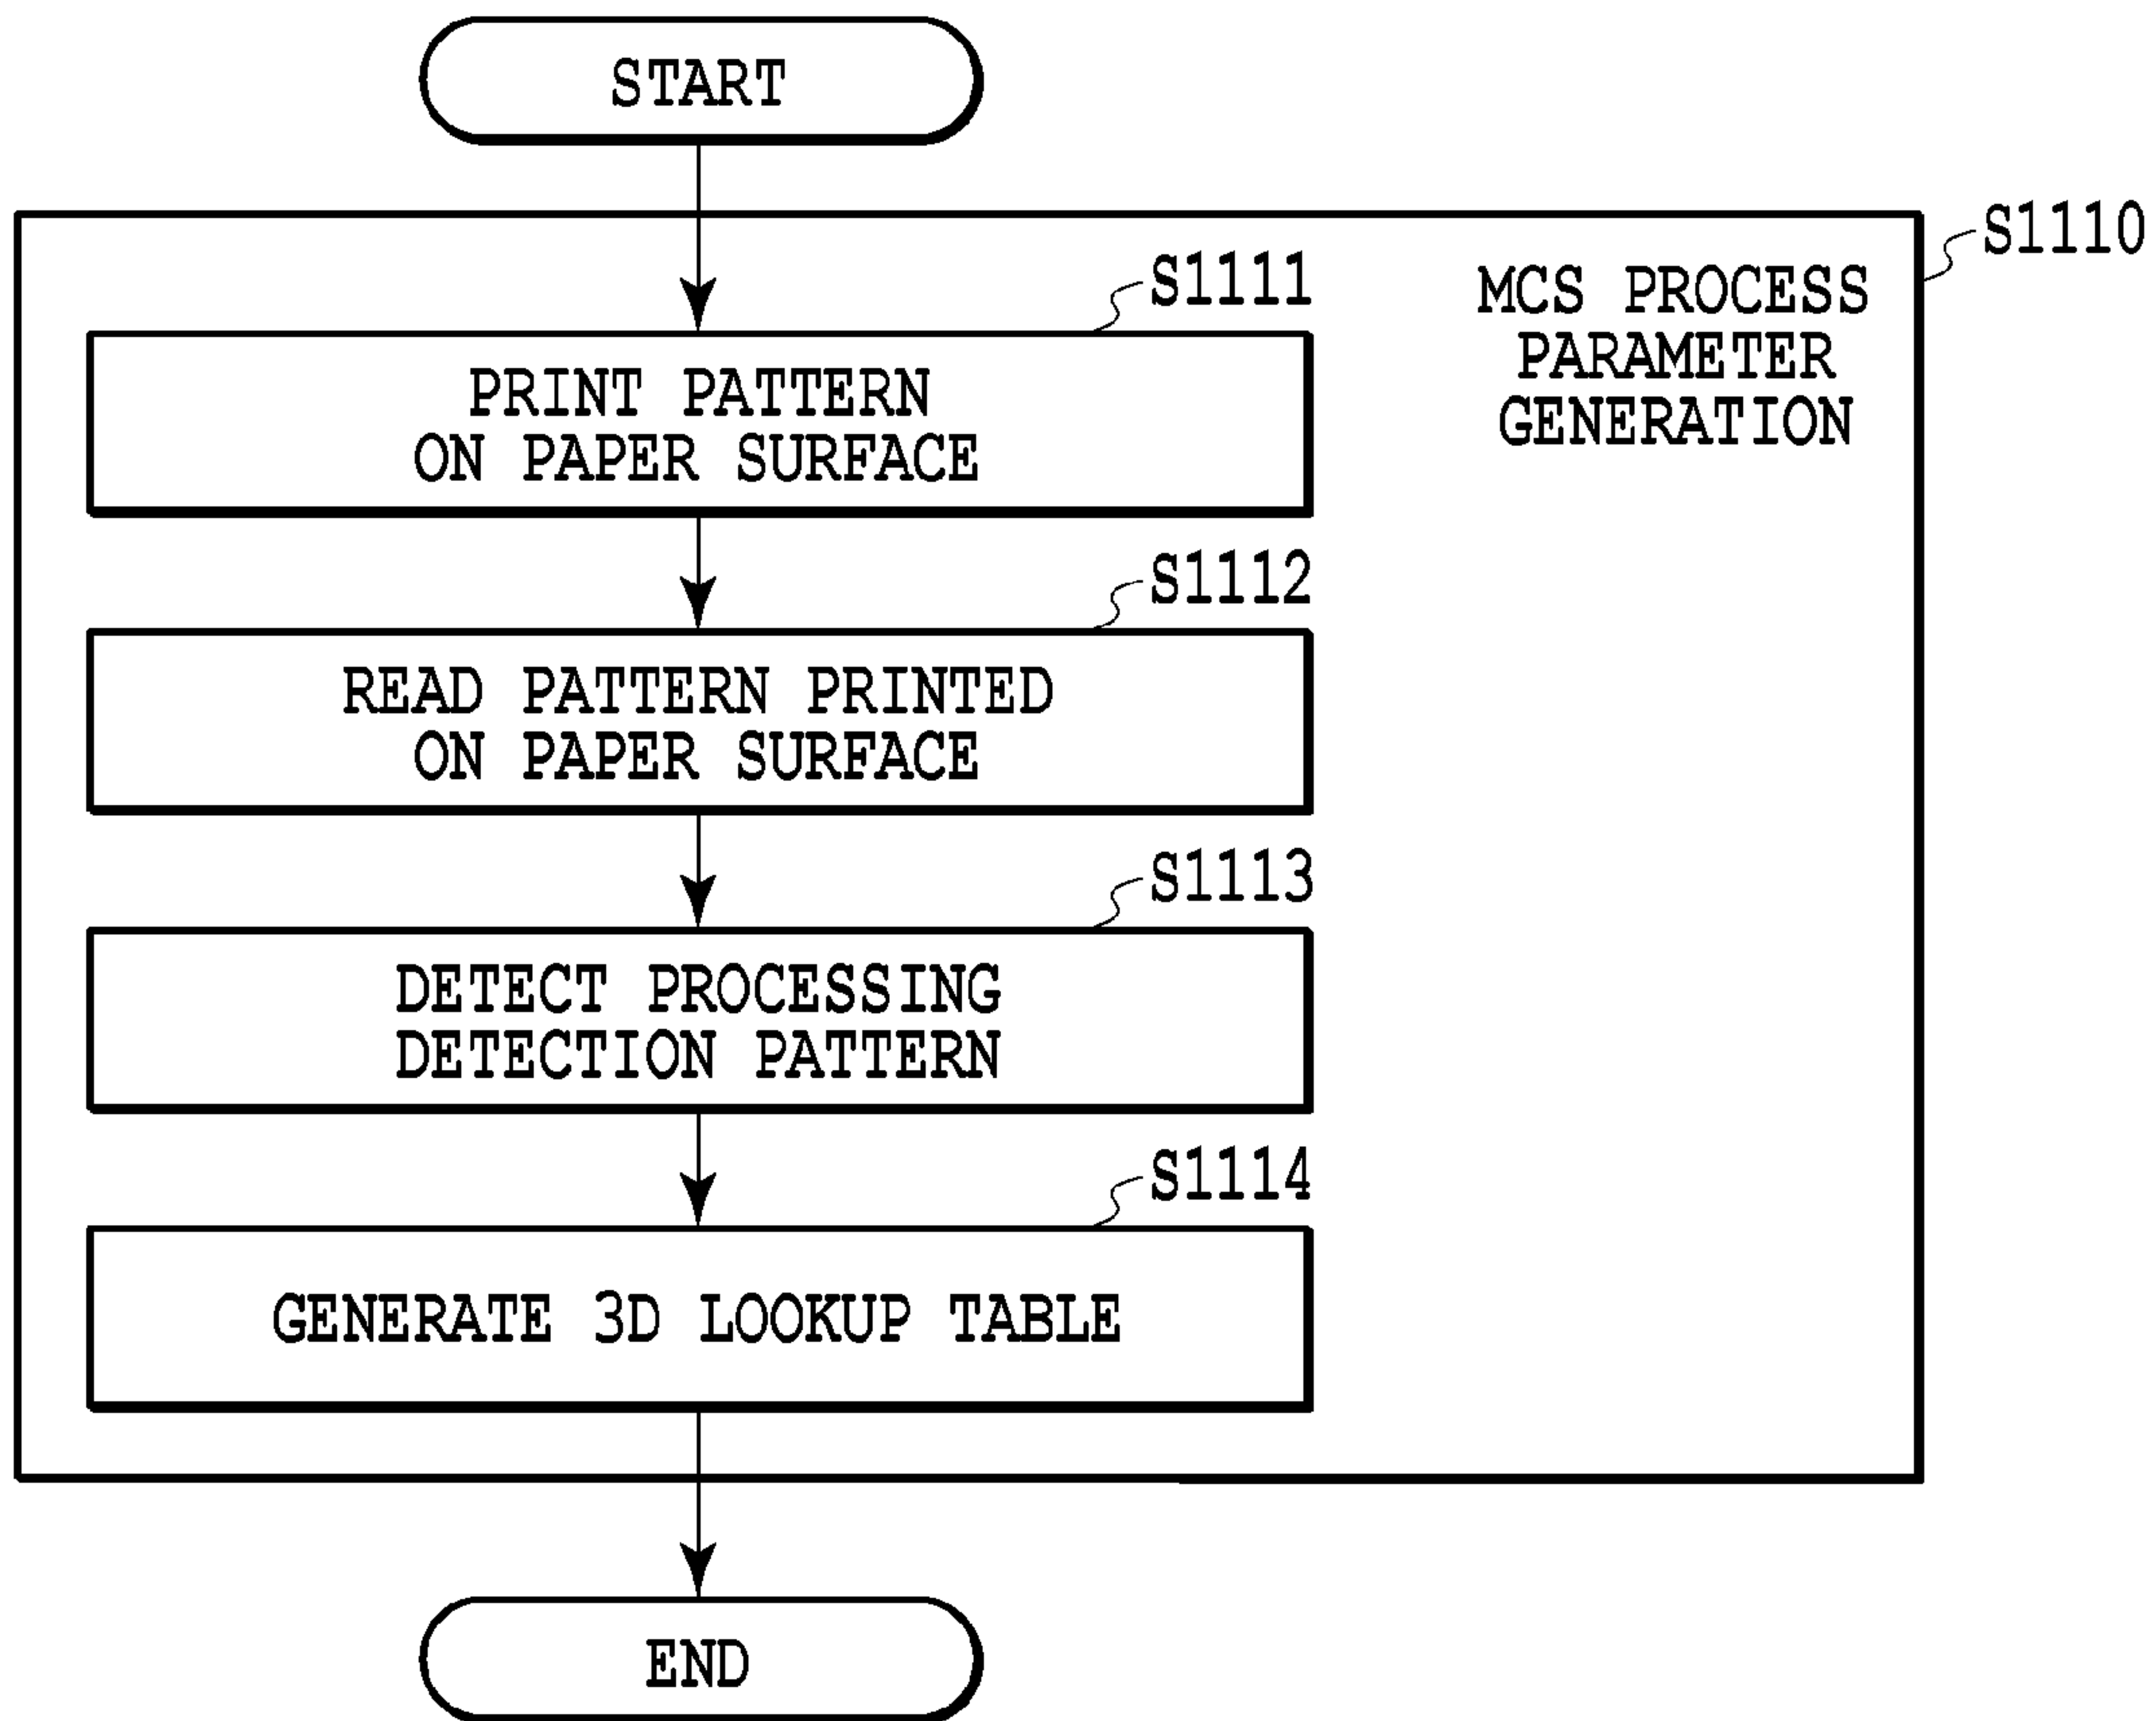 START
S1110
MCS PROCESS
PARAMETER
GENERATION
S1111
PRINT PATTERN
ON PAPER SURFACE
S1112
READ PATTERN PRINTED
ON PAPER SURFACE
S1113
DETECT PROCESSING
DETECTION PATTERN
S1114
GENERATE 3D LOOKUP TABLE
END